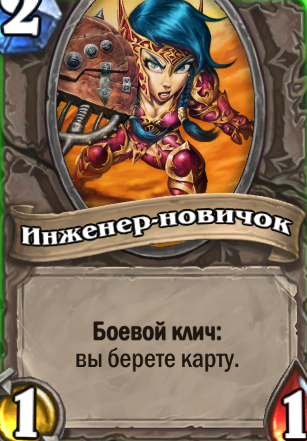 2
Инженер-новичок
Боевой клич:
вы берете карту.
1
1